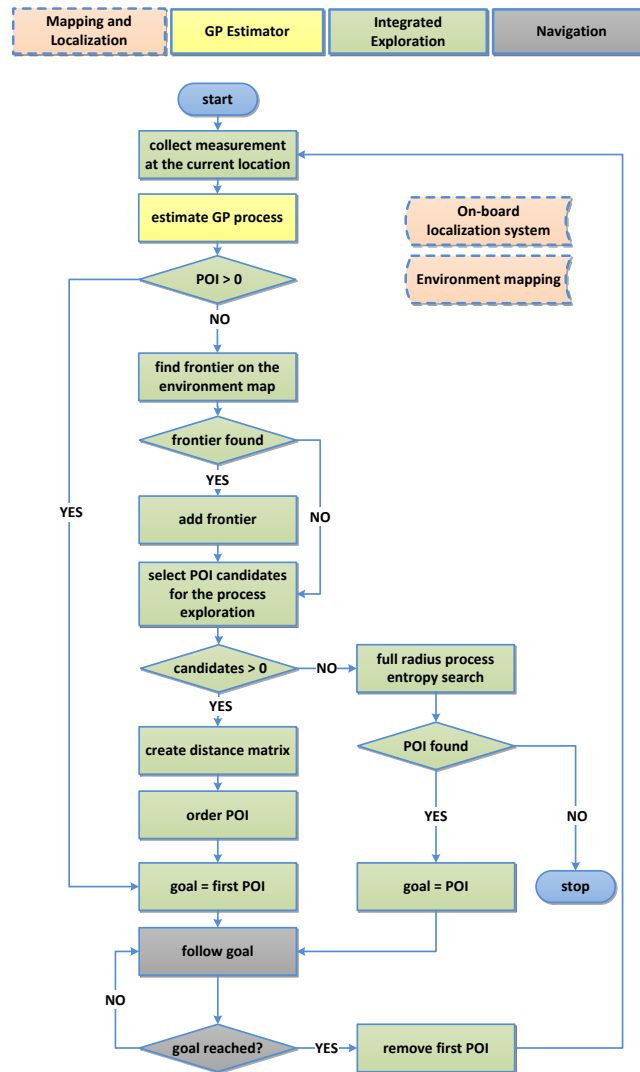 Mapping and
Localization
GP Estimator
Integrated
Exploration
Navigation
start
collect measurement
at the current location
estimate GP process
On-board
localization system
POI > 0
Environment mapping
NO
find frontier on the
environment map
frontier found
YES
YES
NO
add frontier
select POI candidates
for the process
exploration
candidates > 0
NO
full radius process
entropy search
YES
create distance matrix
POI found
order POI
YES
NO
goal = first POI
goal = POI
stop
follow goal
NO
goal reached?
YES
remove first POI